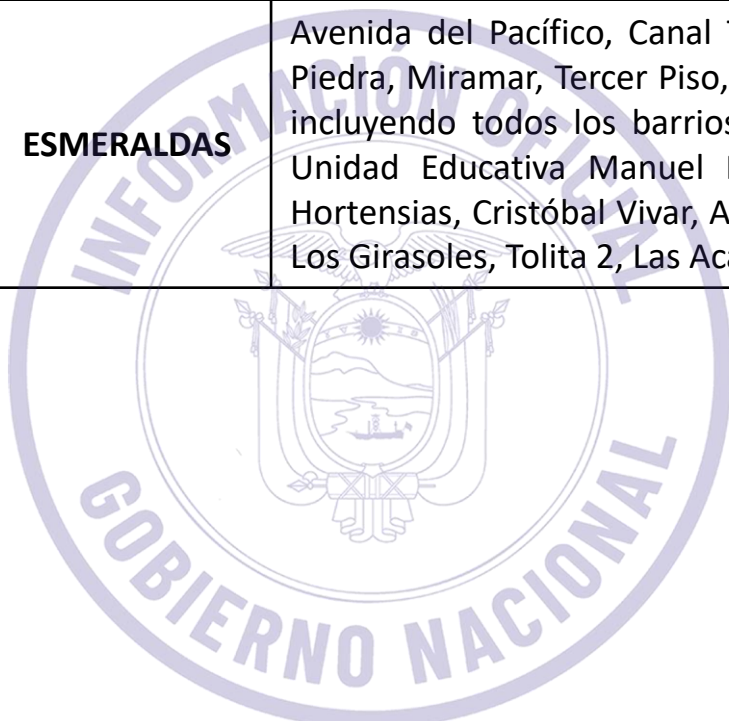 Avenida del Pacífico, Canal
Piedra, Miramar, Tercer Piso,
ESMERALDAS
incluyendo todos los barrios
Unidad Educativa Manuel
Hortensias, Cristóbal Vivar,
Los Girasoles, Tolita 2, Las
INFORMACIÓN OFICIAL
GOBIERNO NACIONAL